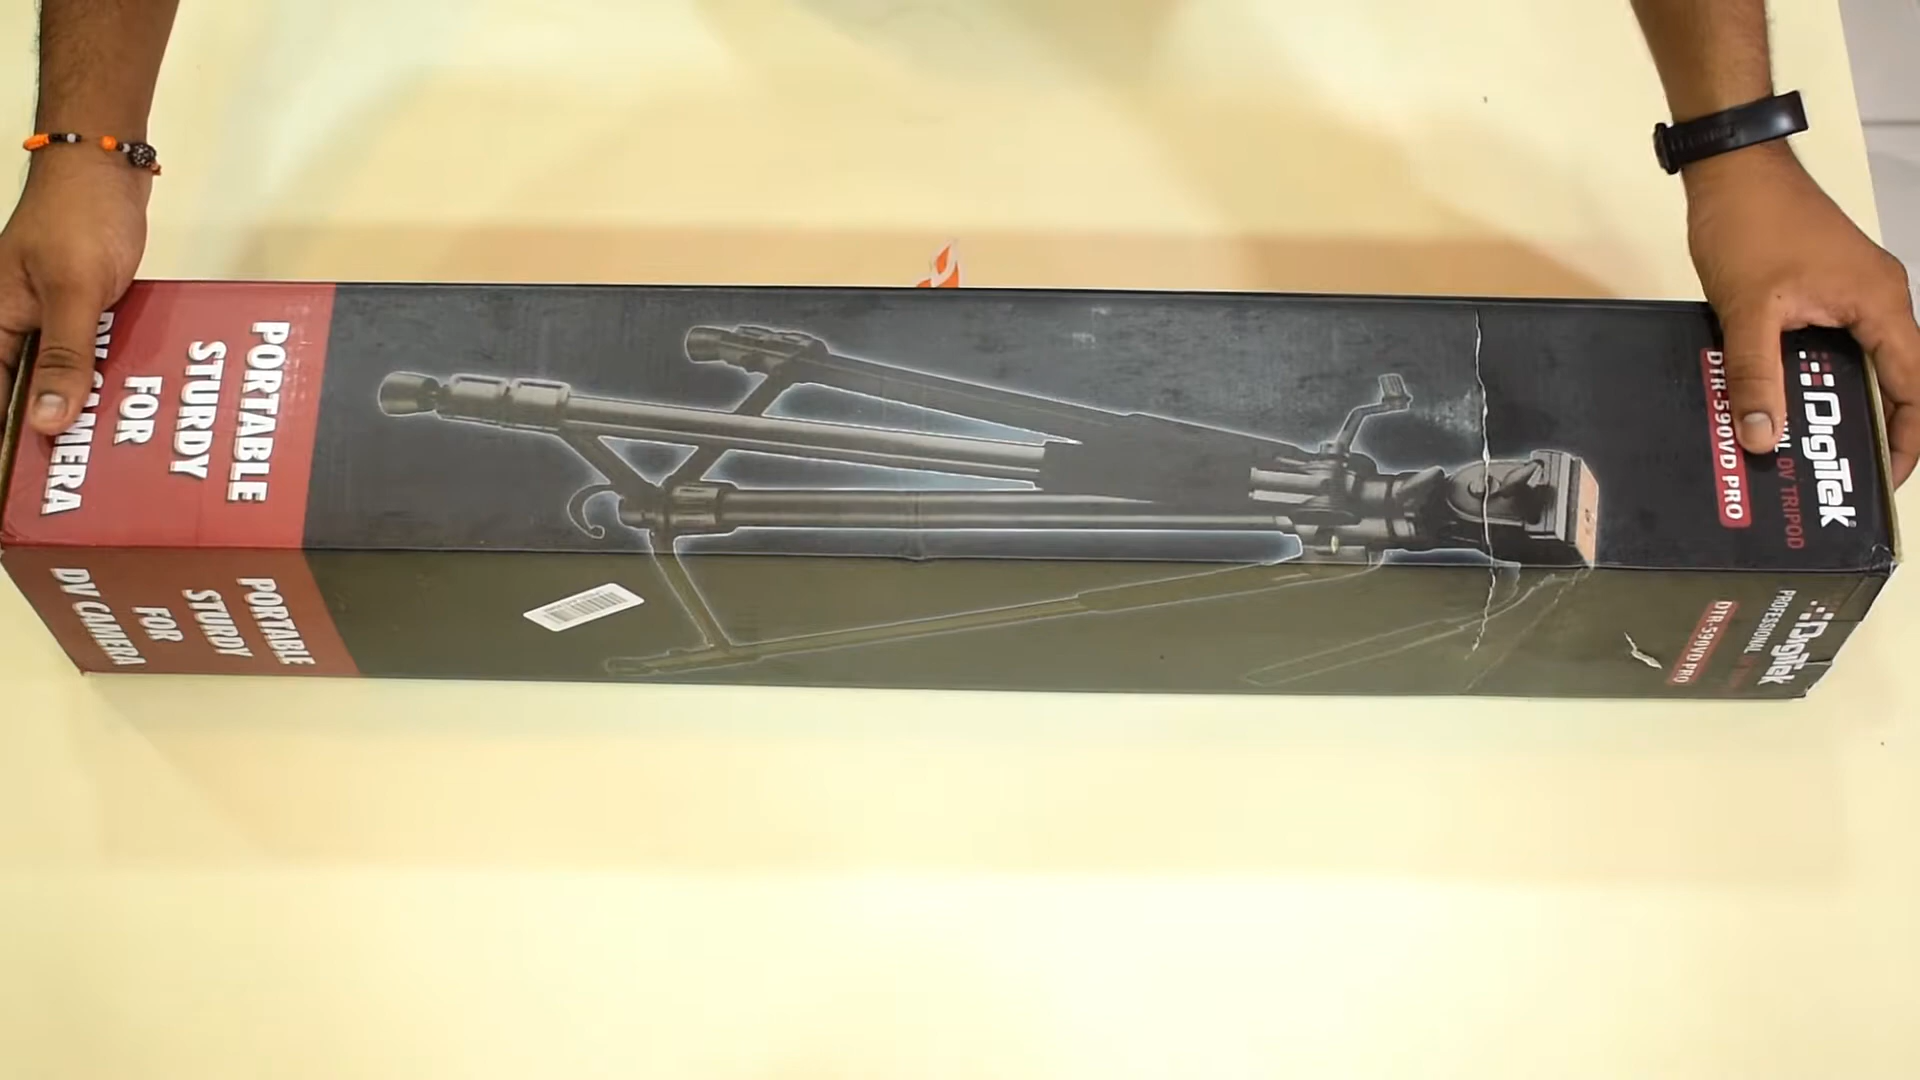 DigiTek
NAL DV TRIPOD
DTR-590VD PRO
PORTABLE
STURDY
FOR
DV CAMERA
DigiTek
PROFESSIONAL
DTR-590VD PRO
PORTABLE
STURDY
FOR
DV CAMERA